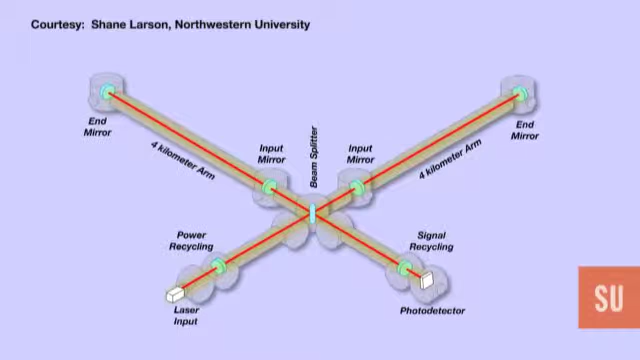 Courtesy: Shane Larson, Northwestern University
End
Mirror
4 kilometer Arm
Input
Mirror
Beam Splitter
Input
Mirror
4 kilometer Arm
End
Mirror
Power
Recycling
Signal
Recycling
Laser
Input
Photodetector
SU